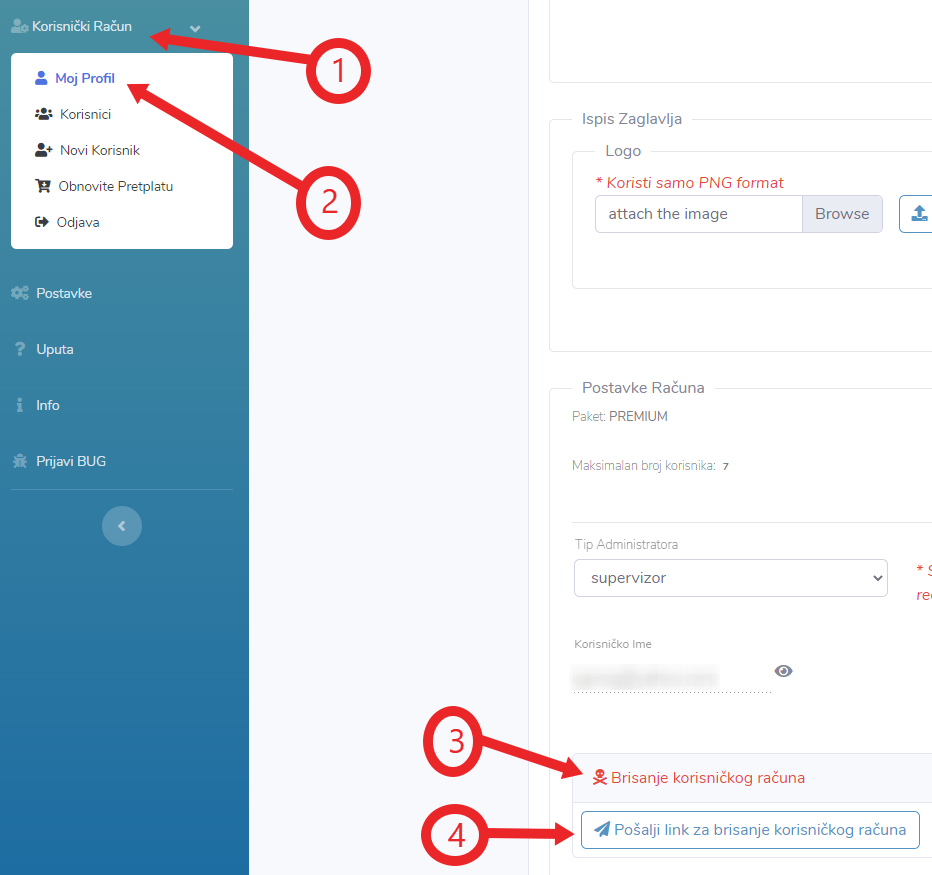 Korisnički Račun
1
Moj Profil
Korisnici
Novi Korisnik
2
Obnovite Pretplatu
Odjava
Postavke
Uputa
Info
Prijavi BUG
Ispis Zaglavlja
Logo
* Koristi samo PNG format
attach the image Browse
Postavke Računa
Paket: PREMIUM
Maksimalan broj korisnika: 7
Tip Administratora
supervizor
Korisničko Ime
3
Brisanje korisničkog računa
4
Pošalji link za brisanje korisničkog računa